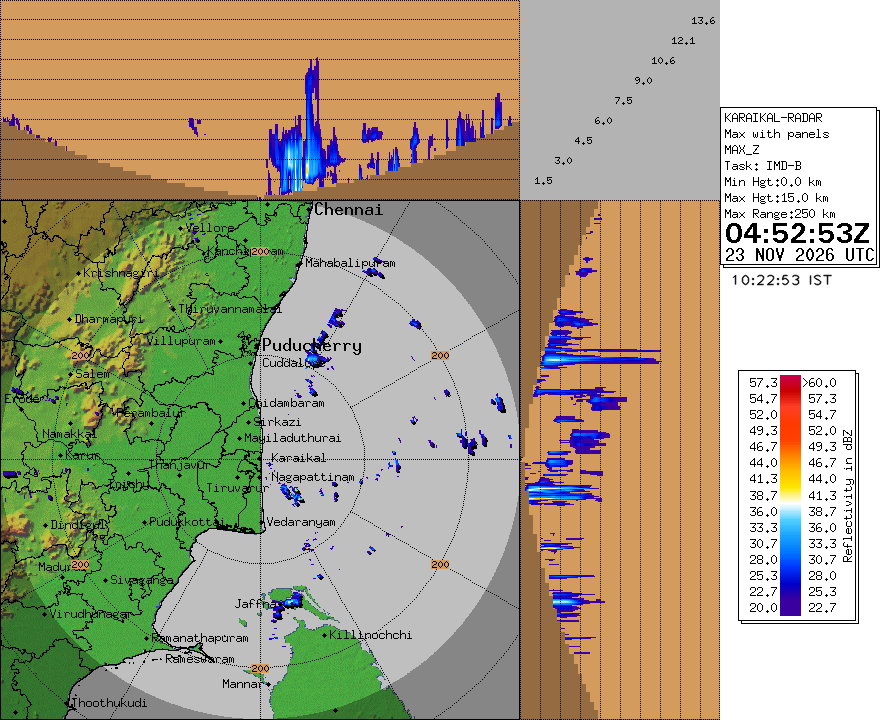 13.6
12.1
10.6
9.0
7.5
6.0
4.5
3.0
1.5
KARAIKAL-RADAR
Max with panels
MAX_Z
Task: IMD-B
Min Hgt:0.0 km
Max Hgt:15.0 km
Max Range:250 km
04:52:53Z
23 NOV 2026 UTC
10:22:53 IST
Chennai
Vellore
200
Mahabalipuram
Krishnagiri
Thiruvannamalai
Dharmapuri
Villupuram
Puducherry
200
200
Cuddal
Salem
Chidambaram
Perambalur
Sirkazi
Namakkal
Mayiladuthurai
Karur
Karaikal
Thanjavur
Nagapattinam
Tiruvarur
Pudukkottai
Vedaranyam
Dindigul
200
200
Madur
Sivaganga
Jaffna
Virudhunagar
Killinochchi
Ramanathapuram
Rameswaram
200
Mannar
Thoothukudi
57.3 >60.0
54.7 57.3
52.0 54.7
49.3 52.0
46.7 49.3
44.0 46.7
41.3 44.0
38.7 41.3
36.0 38.7
33.3 36.0
30.7 33.3
28.0 30.7
25.3 28.0
22.7 25.3
20.0 22.7
Reflectivity in dBZ